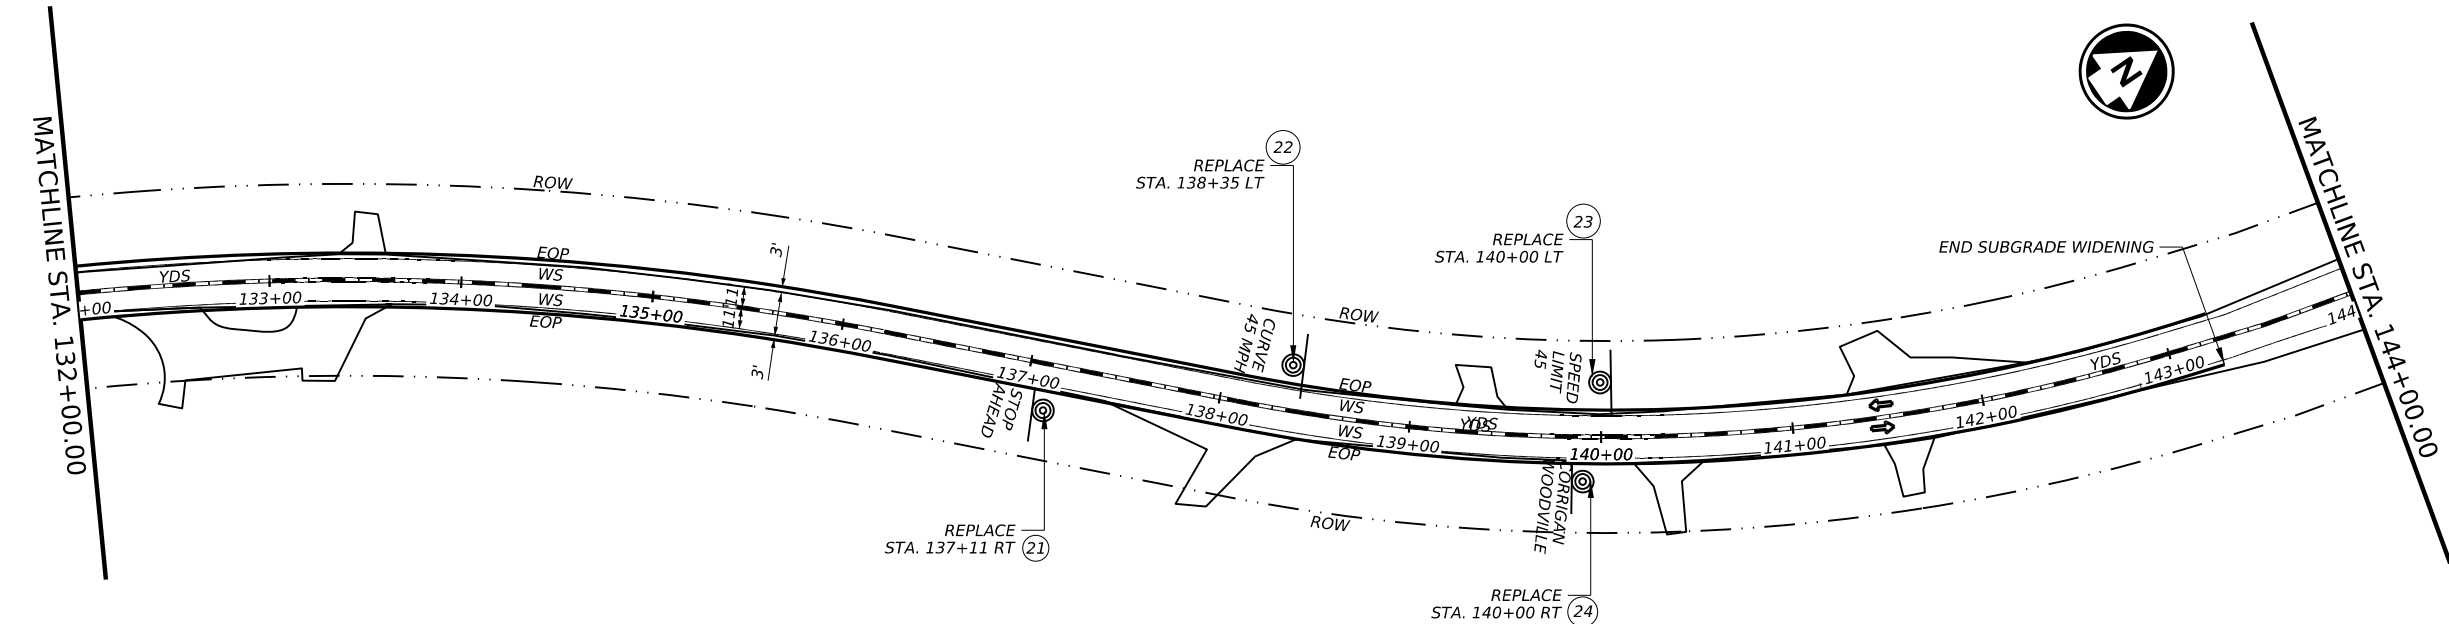 MATCHLINE STA. 132+00.00
MATCHLINE STA. 144+00.00
N
22
REPLACE
STA. 138+35 LT
23
REPLACE
STA. 140+00 LT
END SUBGRADE WIDENING
ROW
ROW
ROW
EOP
WS
WS
EOP
YDS
+00
133+00
134+00
135+00
136+00
137+00
138+00
139+00
140+00
141+00
142+00
143+00
144
3'
11'
11'
3'
CURVE
45 MPH
SPEED
LIMIT
45
STOP
AHEAD
EOP
WS
WS
EOP
YDS
YDS
YDS
CORRIGAN
WOODVILLE
REPLACE
STA. 137+11 RT
21
REPLACE
STA. 140+00 RT
24